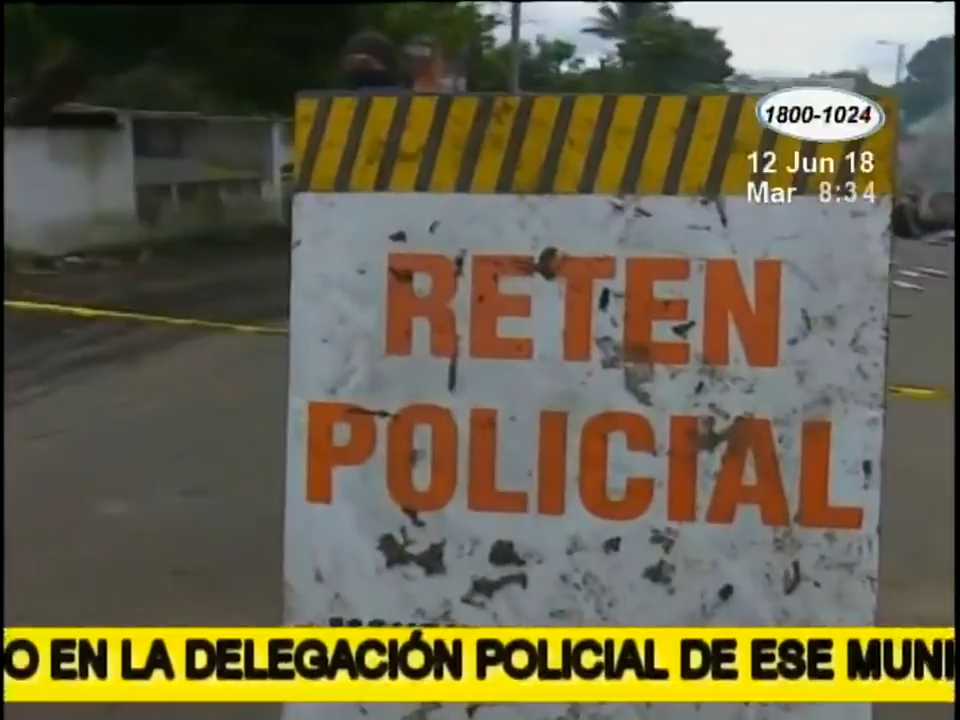 1800-1024
12 Jun 18
Mar 8:34
RETEN
POLICIAL
O EN LA DELEGACIÓN POLICIAL DE ESE MUNI